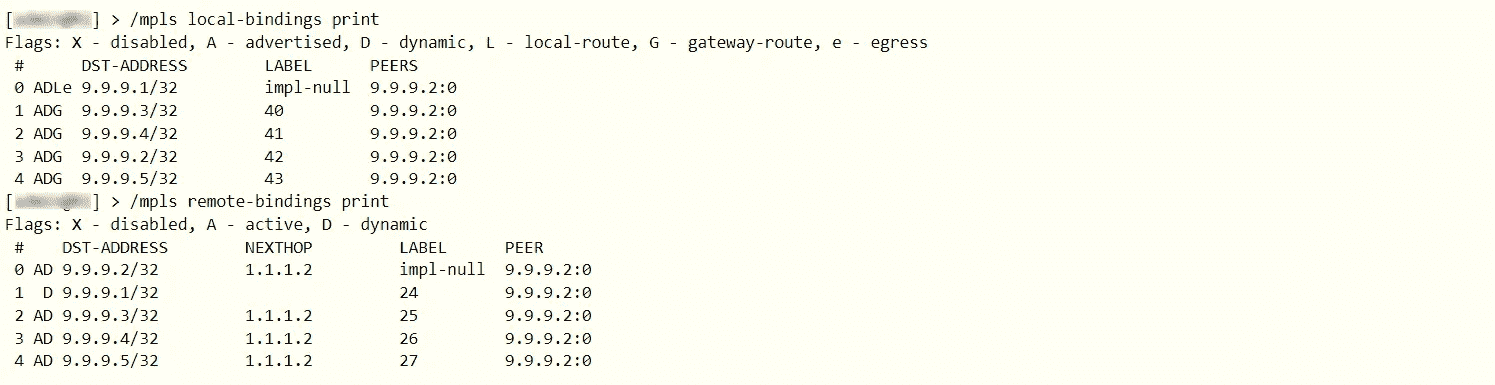 [ ] > /mpls local-bindings print
Flags: X - disabled, A - advertised, D - dynamic, L - local-route, G - gateway-route, e - egress
# DST-ADDRESS LABEL PEERS
0 ADLe 9.9.9.1/32 impl-null 9.9.9.2:0
1 ADG 9.9.9.3/32 40 9.9.9.2:0
2 ADG 9.9.9.4/32 41 9.9.9.2:0
3 ADG 9.9.9.2/32 42 9.9.9.2:0
4 ADG 9.9.9.5/32 43 9.9.9.2:0
[ ] > /mpls remote-bindings print
Flags: X - disabled, A - active, D - dynamic
# DST-ADDRESS NEXTHOP LABEL PEER
0 AD 9.9.9.2/32 1.1.1.2 impl-null 9.9.9.2:0
1 D 9.9.9.1/32 24 9.9.9.2:0
2 AD 9.9.9.3/32 1.1.1.2 25 9.9.9.2:0
3 AD 9.9.9.4/32 1.1.1.2 26 9.9.9.2:0
4 AD 9.9.9.5/32 1.1.1.2 27 9.9.9.2:0